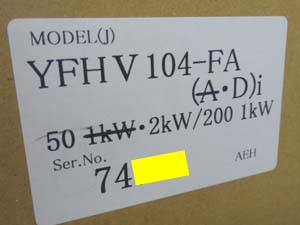 MODEL(J)
YFHV104-FA
(A・D)i
50 1kW・2kW/200 1kW
Ser.No.
74
AEH